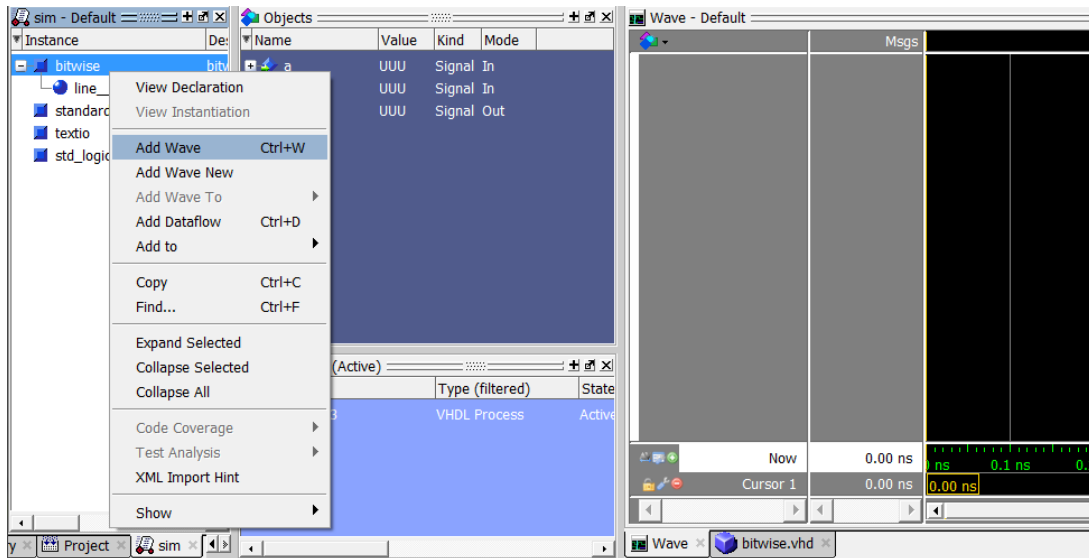 sim - Default
Instance
De:
bitwise
bitw
line_
standard
textio
std_logic
View Declaration
View Instantiation
Add Wave Ctrl+W
Add Wave New
Add Wave To
Add Dataflow Ctrl+D
Add to
Copy Ctrl+C
Find... Ctrl+F
Expand Selected
Collapse Selected
Collapse All
Code Coverage
Test Analysis
XML Import Hint
Show
y Project sim
Objects
Name Value Kind Mode
a UUU Signal In
UUU Signal In
UUU Signal Out
(Active)
Type (filtered) State
3 VHDL Process Active
Wave - Default
Msgs
Now 0.00 ns
ns 0.1 ns 0.
Cursor 1 0.00 ns 0.00 ns
Wave bitwise.vhd